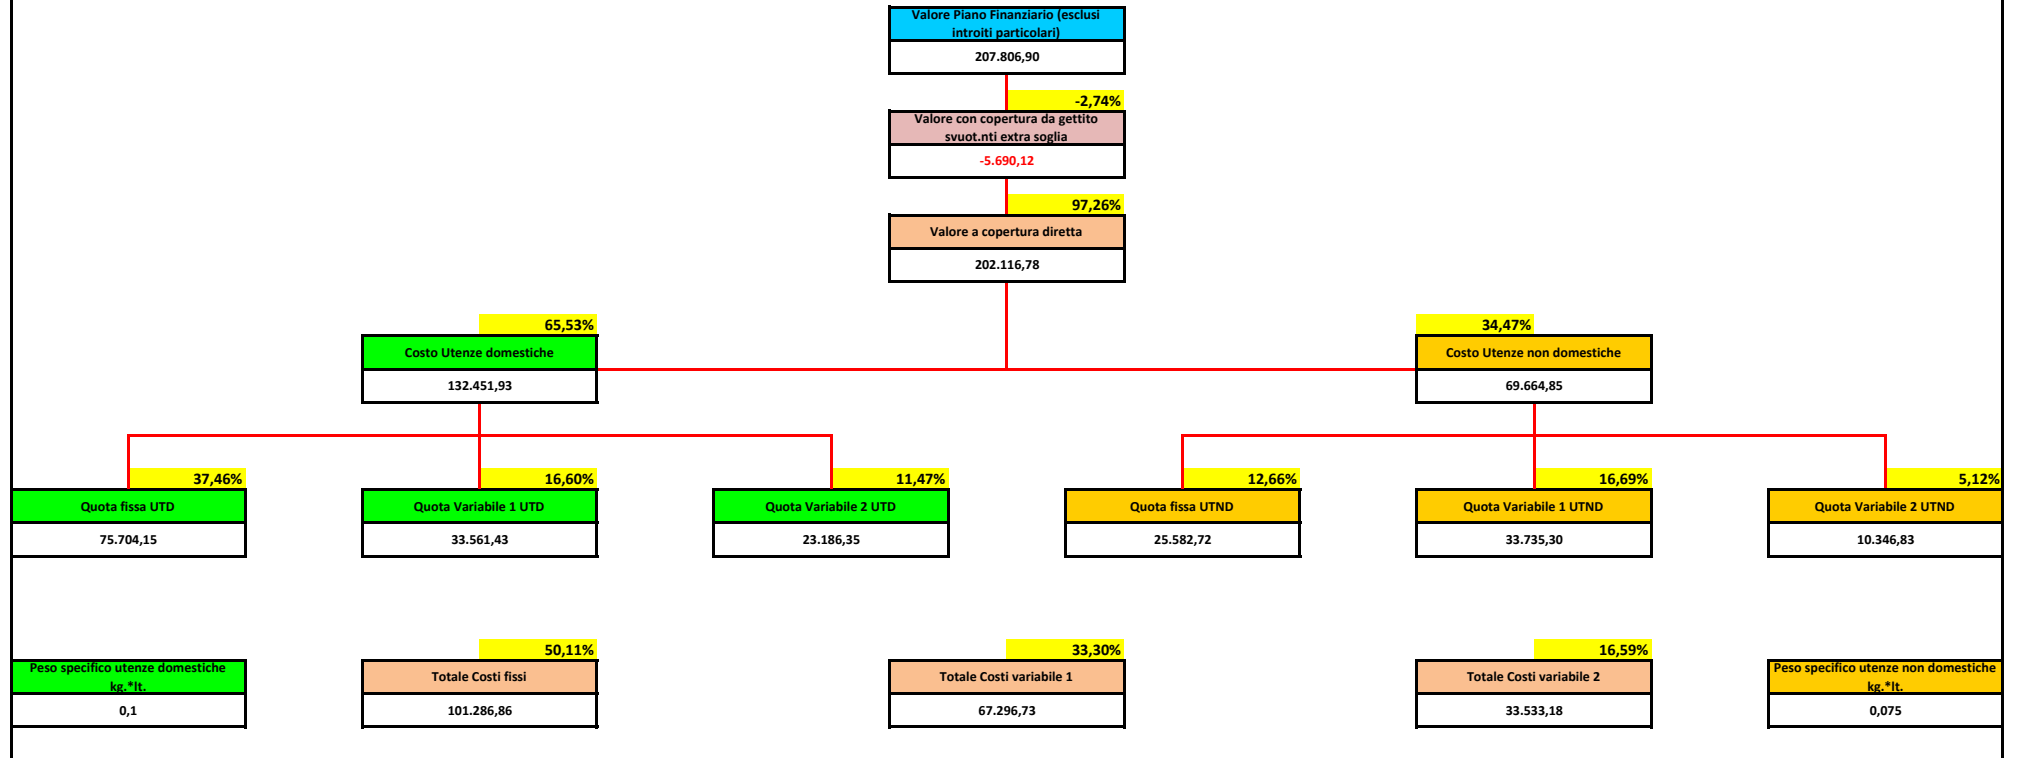 Valore Piano Finanziario (esclusi
introiti particolari)
207.806,90
-2,74%
Valore con copertura da gettito
svuot.nti extra soglia
-5.690,12
97,26%
Valore a copertura diretta
202.116,78
65,53%
34,47%
Costo Utenze domestiche
Costo Utenze non domestiche
132.451,93
69.664,85
37,46%
16,60%
11,47%
12,66%
16,69%
5,12%
Quota fissa UTD
Quota Variabile 1 UTD
Quota Variabile 2 UTD
Quota fissa UTND
Quota Variabile 1 UTND
Quota Variabile 2 UTND
75.704,15
33.561,43
23.186,35
25.582,72
33.735,30
10.346,83
50,11%
33,30%
16,59%
Peso specifico utenze domestiche
kg.*lt.
Totale Costi fissi
Totale Costi variabile 1
Totale Costi variabile 2
Peso specifico utenze non domestiche
kg.*lt.
0,1
101.286,86
67.296,73
33.533,18
0,075